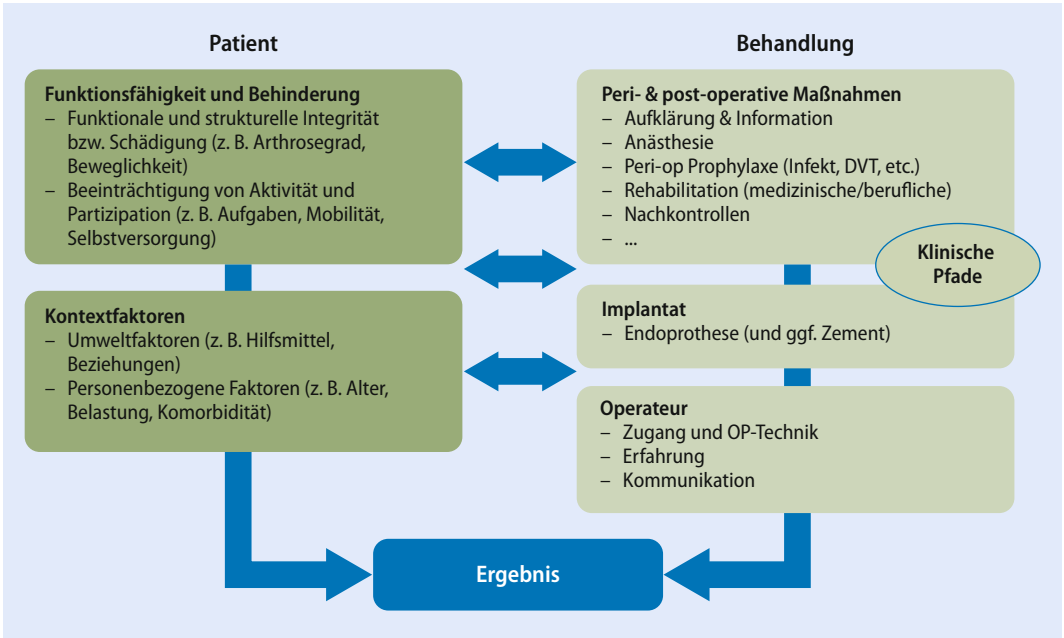 Patient
Funktionsfähigkeit und Behinderung
– Funktionale und strukturelle Integrität
bzw. Schädigung (z. B. Arthrosegrad,
Beweglichkeit)
– Beeinträchtigung von Aktivität und
Partizipation (z. B. Aufgaben, Mobilität,
Selbstversorgung)
Kontextfaktoren
– Umweltfaktoren (z. B. Hilfsmittel,
Beziehungen)
– Personenbezogene Faktoren (z. B. Alter,
Belastung, Komorbidität)
Behandlung
Peri- & post-operative Maßnahmen
– Aufklärung & Information
– Anästhesie
– Peri-op Prophylaxe (Infekt, DVT, etc.)
– Rehabilitation (medizinische/berufliche)
– Nachkontrollen
– ...
Klinische
Pfade
Implantat
– Endoprothese (und ggf. Zement)
Operateur
– Zugang und OP-Technik
– Erfahrung
– Kommunikation
Ergebnis